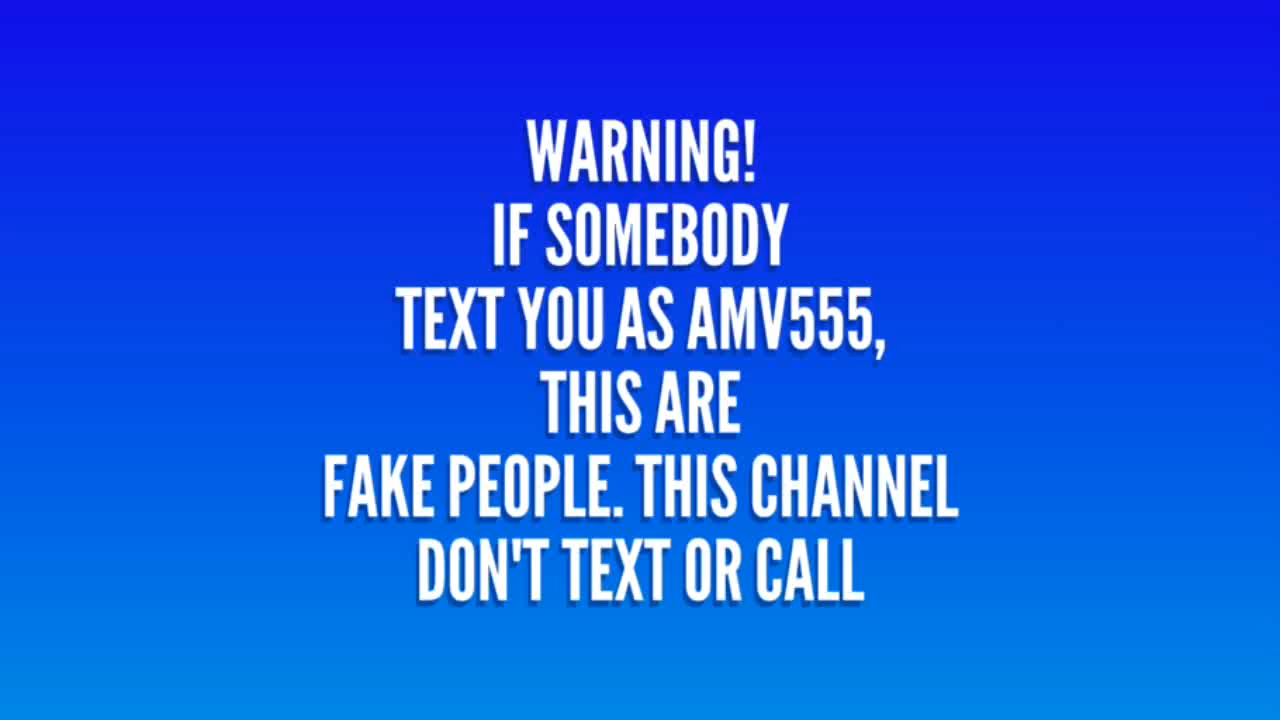 WARNING!
IF SOMEBODY
TEXT YOU AS AMV555,
THIS ARE
FAKE PEOPLE. THIS CHANNEL
DON'T TEXT OR CALL